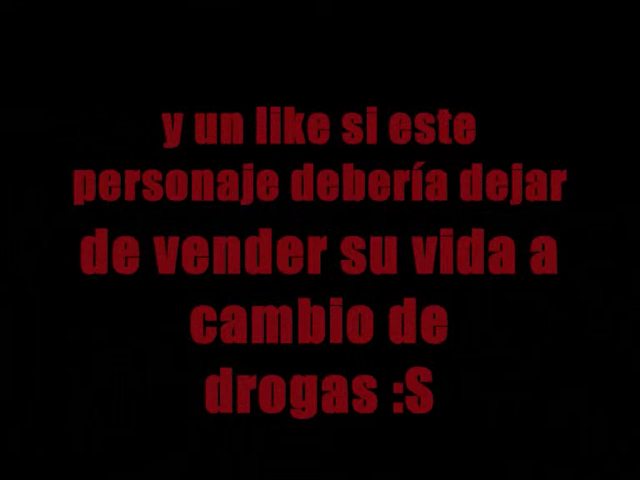 y un like si este
personaje debería dejar
de vender su vida a
cambio de
drogas :S